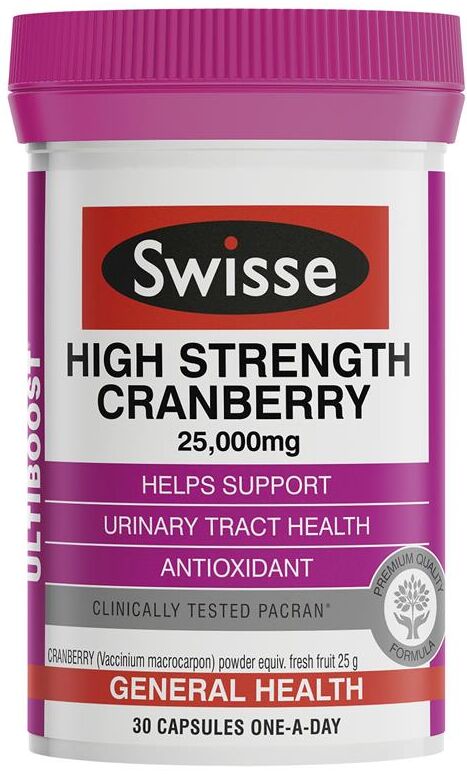 Swisse
HIGH STRENGTH
CRANBERRY
25,000mg
ULTIBOOST®
HELPS SUPPORT
URINARY TRACT HEALTH
ANTIOXIDANT
CLINICALLY TESTED PACRAN®
PREMIUM QUALITY
FORMULA
CRANBERRY (Vaccinium macrocarpon) powder equiv. fresh fruit 25 g
GENERAL HEALTH
30 CAPSULES ONE-A-DAY